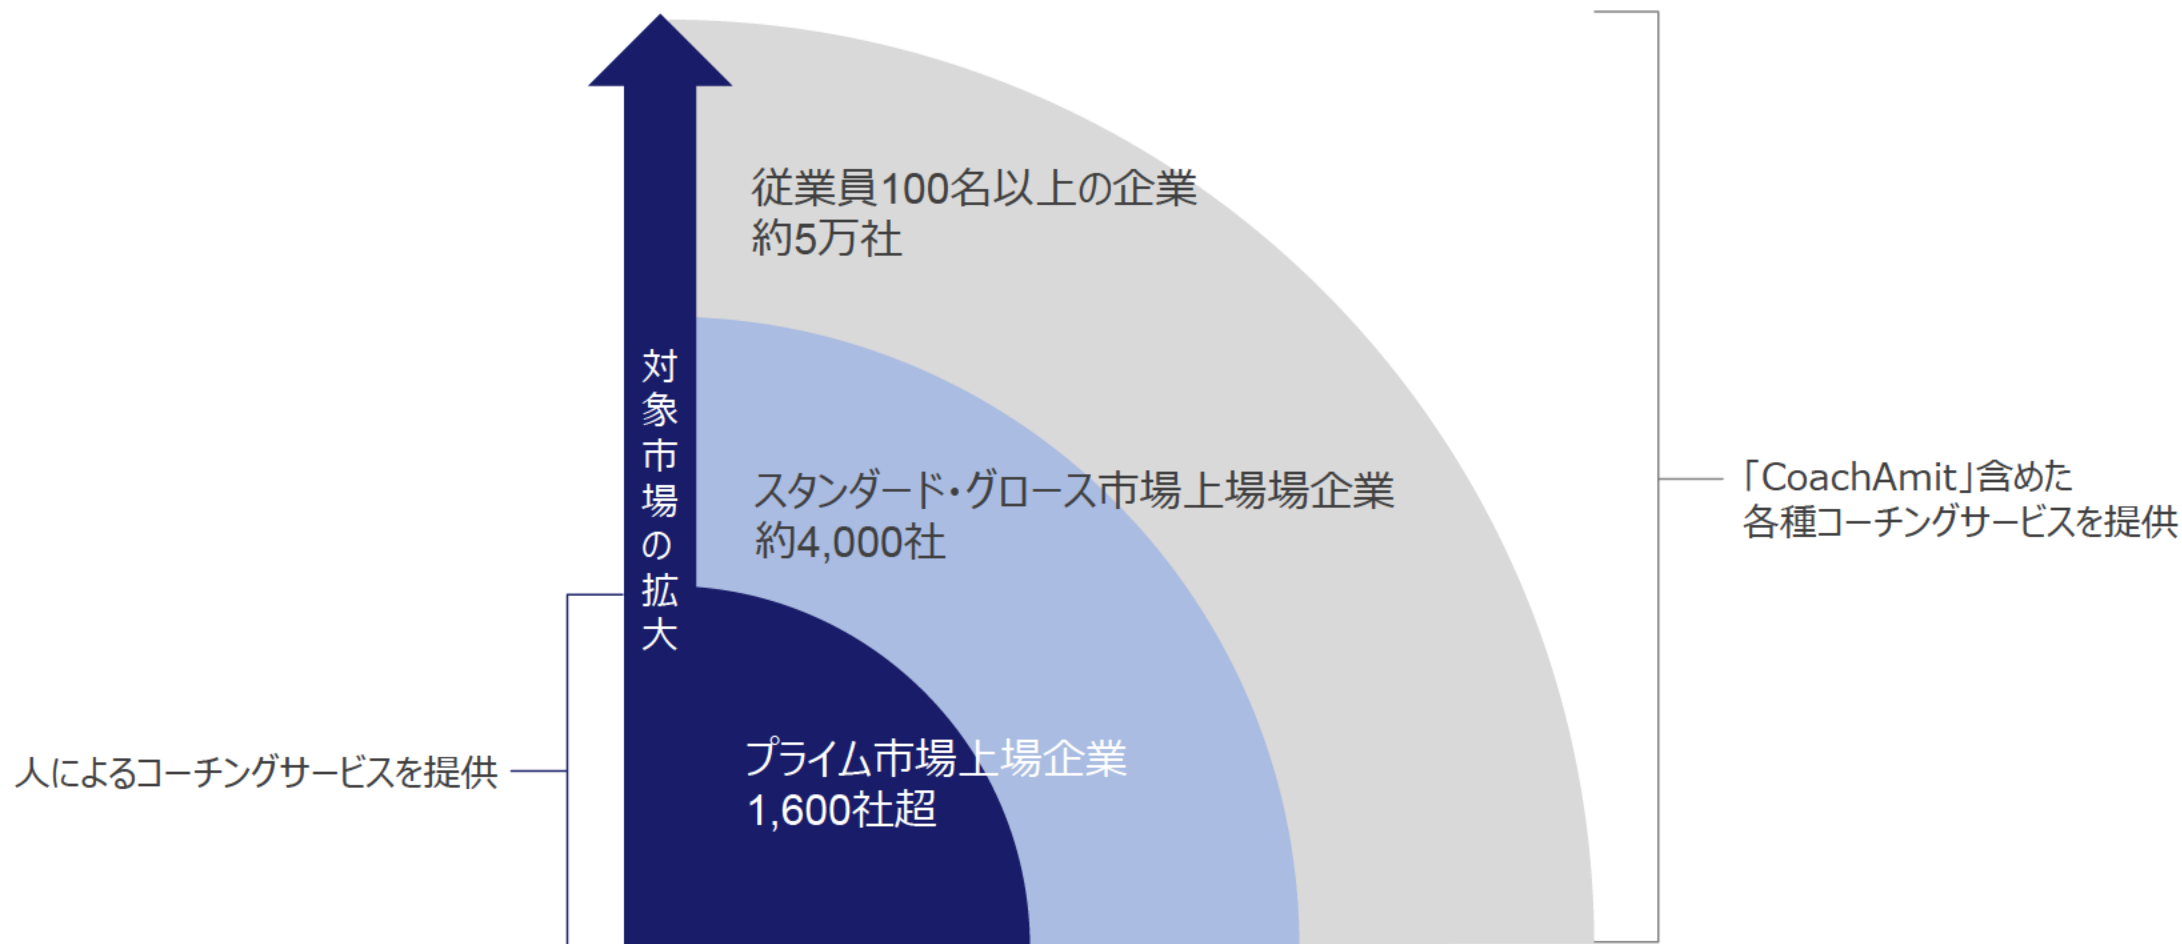 従業員100名以上の企業
約5万社
対象市場の拡大
スタンダード・グロース市場上場場企業
約4,000社
「CoachAmit」含めた
各種コーチングサービスを提供
プライム市場上場企業
1,600社超
人によるコーチングサービスを提供